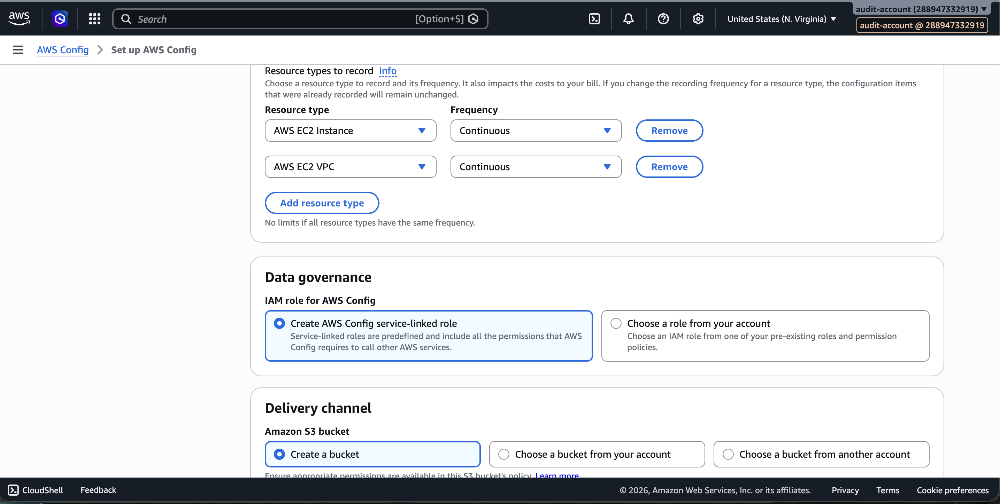 aws
Search
[Option+S]
United States (N. Virginia)
audit-account (288947332919)
audit-account @ 288947332919
AWS Config
Set up AWS Config
Resource types to record Info
Choose a resource type to record and its frequency. It also impacts the costs to your bill. If you change the recording frequency for a resource type, the configuration items
that were already recorded will remain unchanged.
Resource type
Frequency
AWS EC2 Instance
Continuous
Remove
AWS EC2 VPC
Continuous
Remove
Add resource type
No limits if all resource types have the same frequency.
Data governance
IAM role for AWS Config
Create AWS Config service-linked role
Service-linked roles are predefined and include all the permissions that AWS
Config requires to call other AWS services.
Choose a role from your account
Choose an IAM role from one of your pre-existing roles and permission
policies.
Delivery channel
Amazon S3 bucket
Create a bucket
Choose a bucket from your account
Choose a bucket from another account
Ensure appropriate permissions are available in this S3 bucket's policy. Learn more
CloudShell
Feedback
© 2026, Amazon Web Services, Inc. or its affiliates.
Privacy
Terms
Cookie preferences